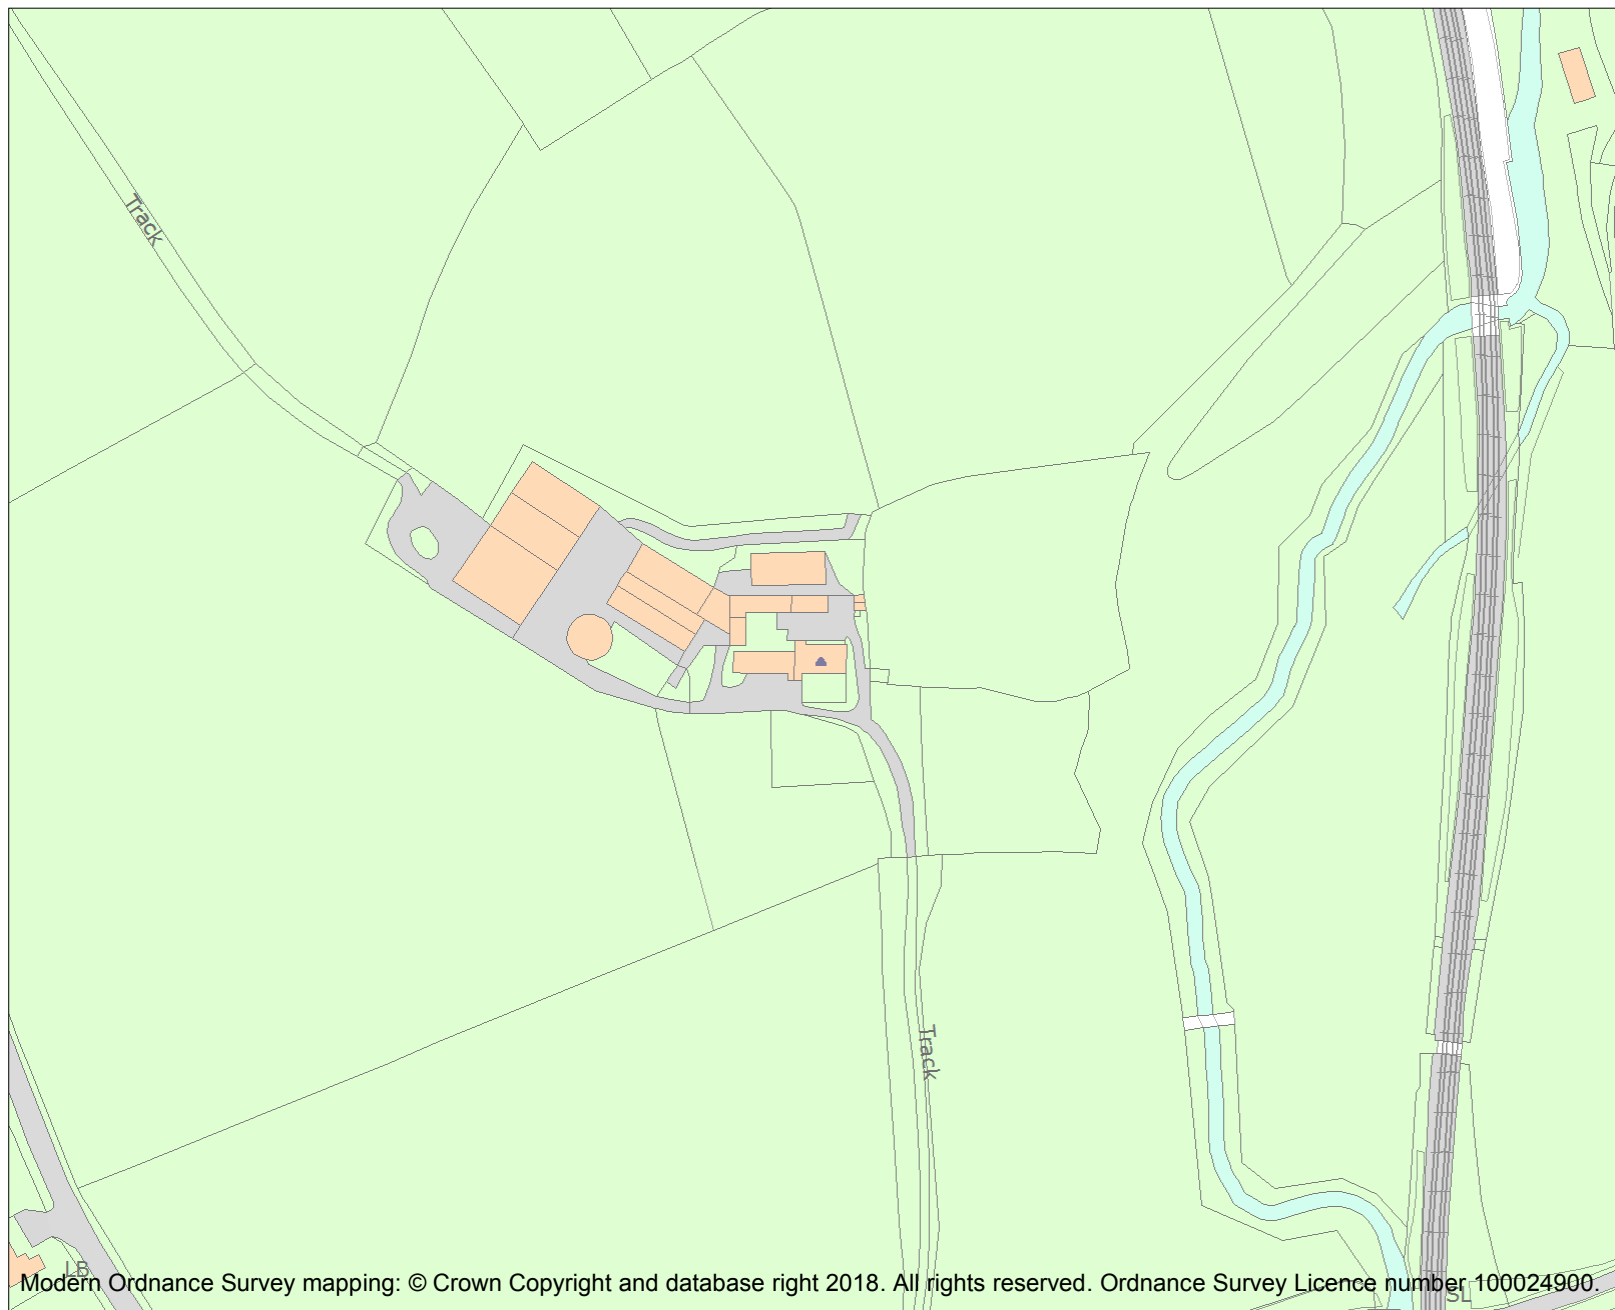 Track
Track
LB
SL
Modern Ordnance Survey mapping: © Crown Copyright and database right 2018. All rights reserved. Ordnance Survey Licence number 100024900.